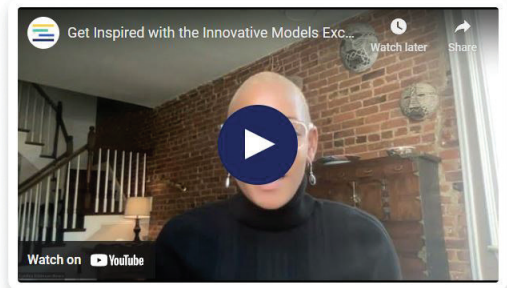 Get Inspired with the Innovative Models Exc...
Watch later
Share
Watch on YouTube